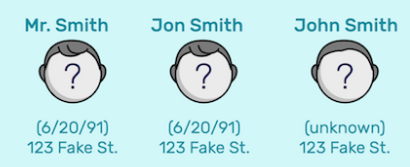 Mr. Smith Jon Smith John Smith
? ? ?
(6/20/91) (6/20/91) (unknown)
123 Fake St. 123 Fake St. 123 Fake St.